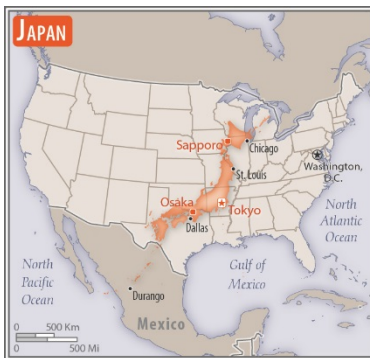 JAPAN
Sapporo
Chicago
Washington,
D.C.
St. Louis
Osaka
Tokyo
Dallas
North
Atlantic
Ocean
North
Pacific
Ocean
Gulf of
Mexico
Durango
Mexico
0 500 Km
0 500 Mi